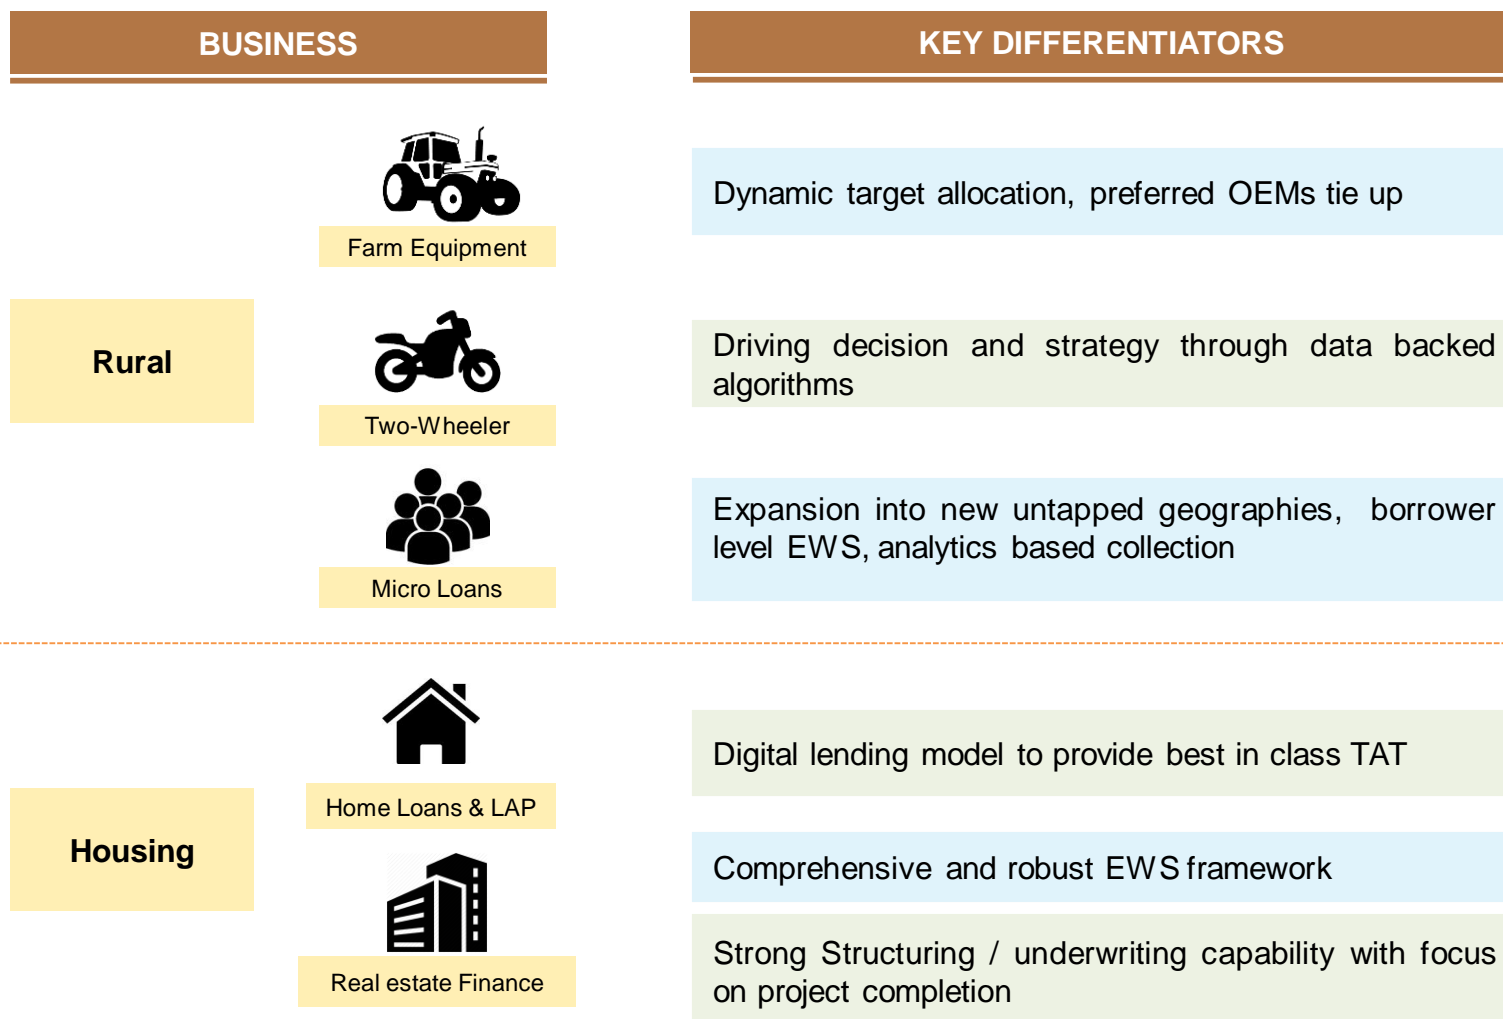 BUSINESS
KEY DIFFERENTIATORS
Farm Equipment
Dynamic target allocation, preferred OEMs tie up
Rural
Two-Wheeler
Driving decision and strategy through data backed
algorithms
Micro Loans
Expansion into new untapped geographies, borrower
level EWS, analytics based collection
Housing
Home Loans & LAP
Digital lending model to provide best in class TAT
Real estate Finance
Comprehensive and robust EWS framework
Strong Structuring / underwriting capability with focus
on project completion